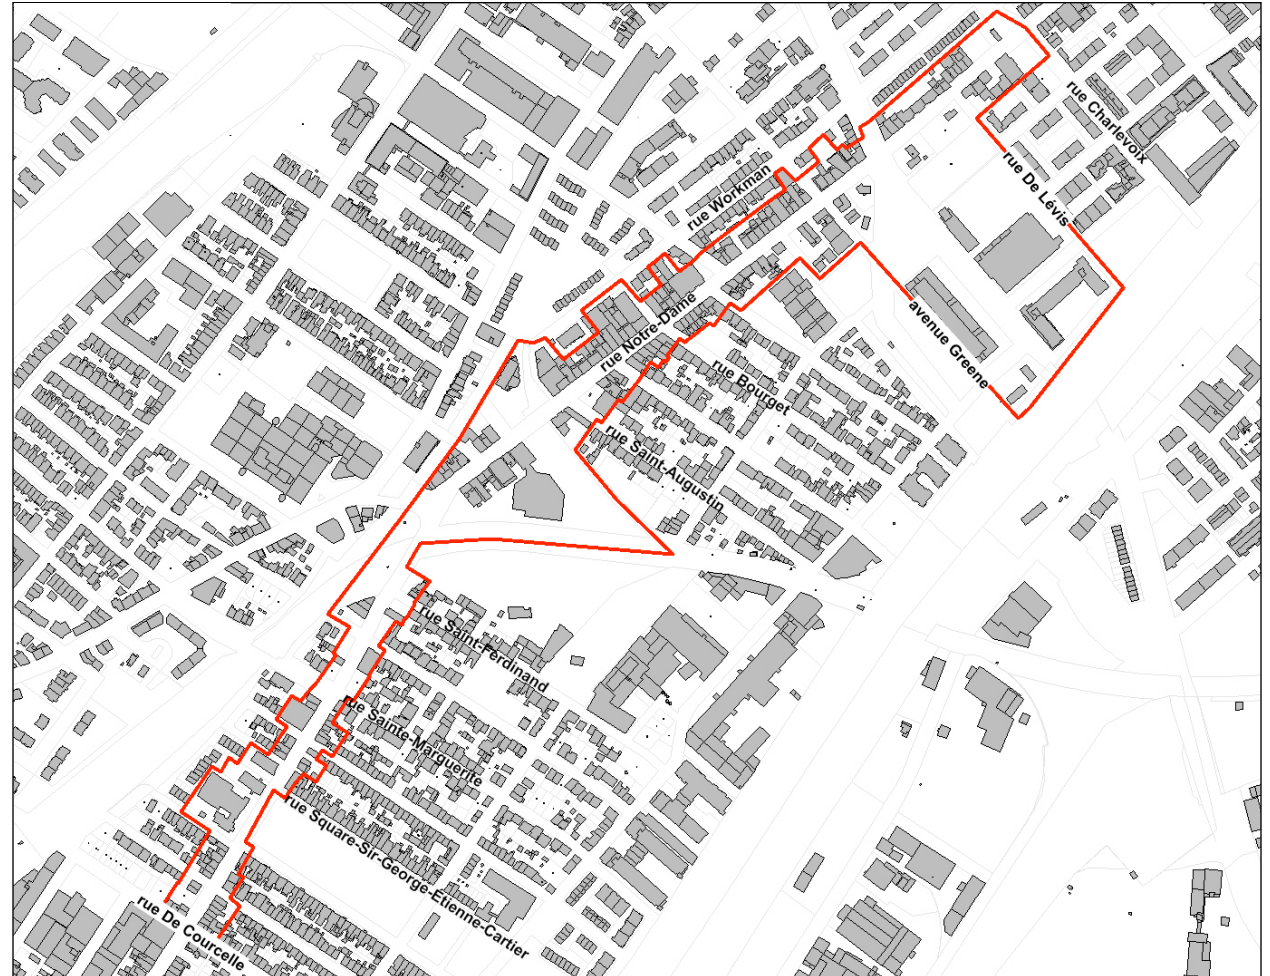 rue Charlevoix
rue De Lévis
rue Workman
rue Notre-Dame
avenue Greene
rue Bourget
rue Saint-Augustin
rue Saint-Ferdinand
rue Sainte-Marguerite
rue Square-Sir-George-Etienne-Cartier
rue De Courcelle